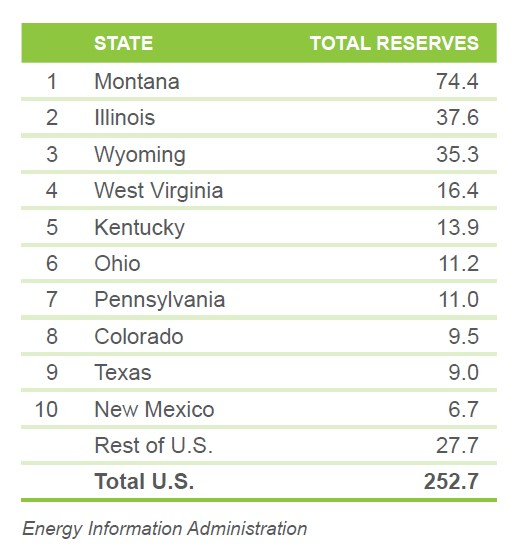 STATE TOTAL RESERVES
1 Montana 74.4
2 Illinois 37.6
3 Wyoming 35.3
4 West Virginia 16.4
5 Kentucky 13.9
6 Ohio 11.2
7 Pennsylvania 11.0
8 Colorado 9.5
9 Texas 9.0
10 New Mexico 6.7
Rest of U.S. 27.7
Total U.S. 252.7
Energy Information Administration